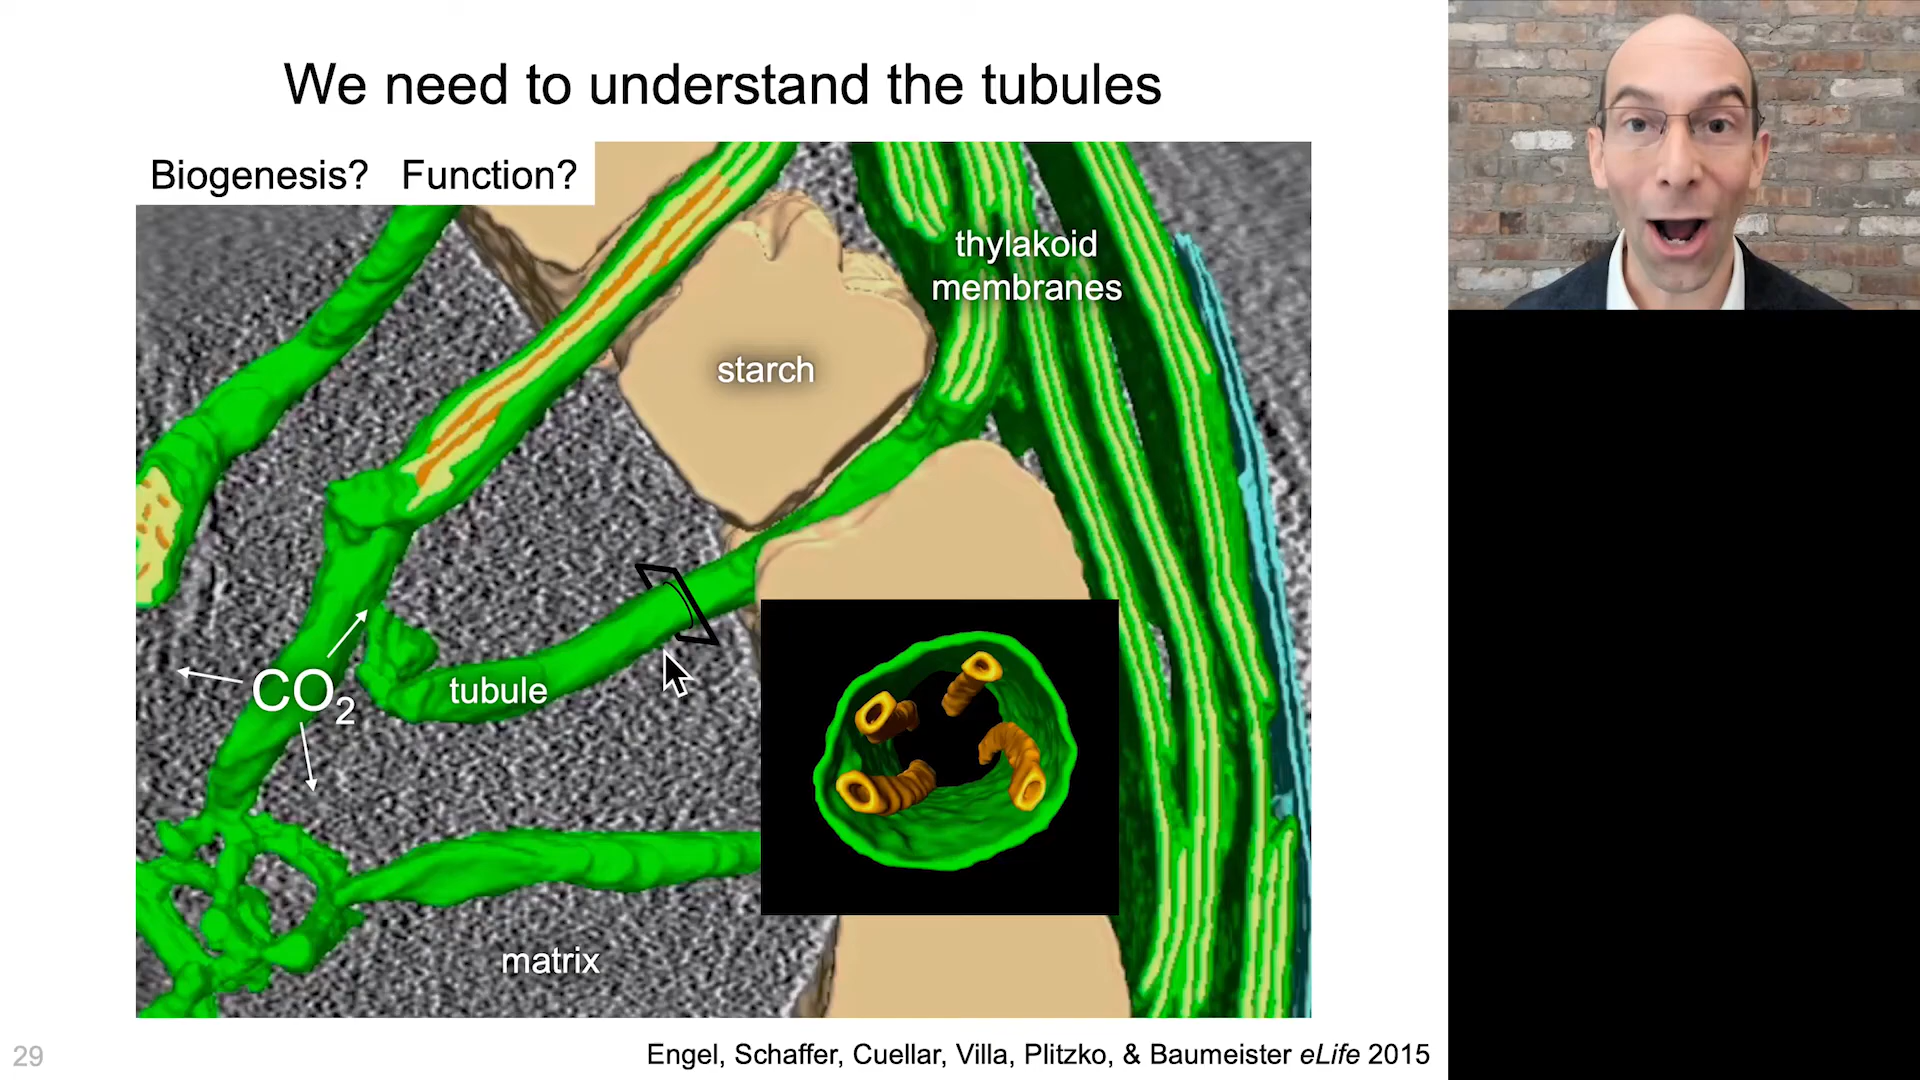 We need to understand the tubules
Biogenesis? Function?
thylakoid
membranes
starch
CO2
tubule
matrix
29
Engel, Schaffer, Cuellar, Villa, Plitzko, & Baumeister eLife 2015